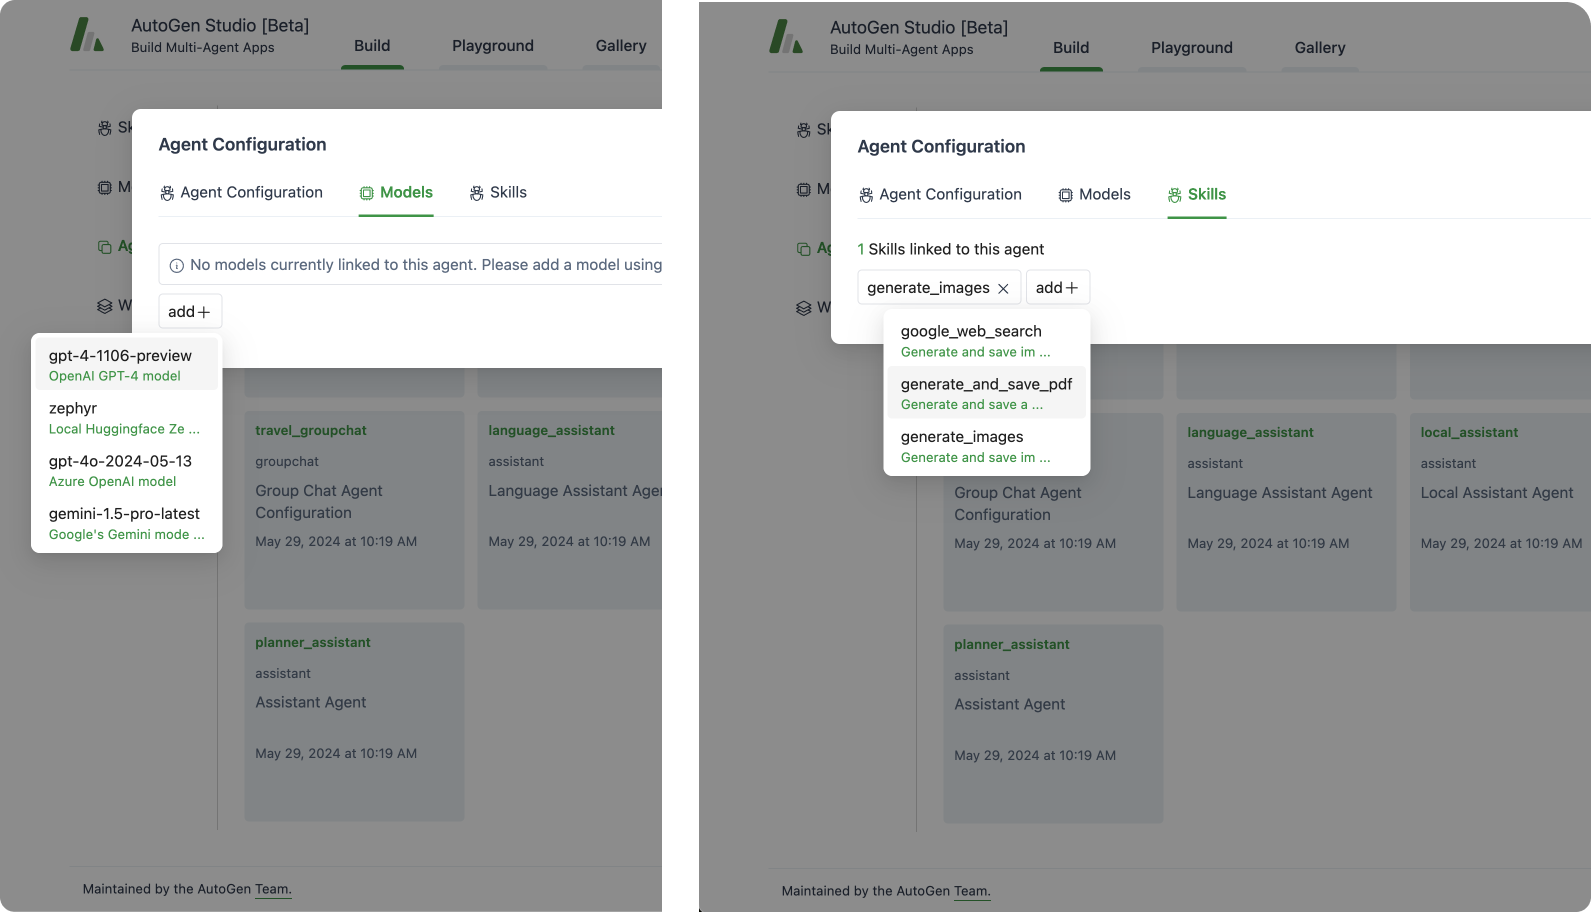 AutoGen Studio [Beta]
Build Multi-Agent Apps
Build
Playground
Gallery
Sk
M
Ag
W
Agent Configuration
Agent Configuration
Models
Skills
No models currently linked to this agent. Please add a model using
add
gpt-4-1106-preview
OpenAI GPT-4 model
zephyr
Local Huggingface Ze ...
gpt-4o-2024-05-13
Azure OpenAI model
gemini-1.5-pro-latest
Google's Gemini mode ...
travel_groupchat
groupchat
Group Chat Agent
Configuration
May 29, 2024 at 10:19 AM
language_assistant
assistant
Language Assistant Ager
May 29, 2024 at 10:19 AM
planner_assistant
assistant
Assistant Agent
May 29, 2024 at 10:19 AM
Maintained by the AutoGen Team.
AutoGen Studio [Beta]
Build Multi-Agent Apps
Build
Playground
Gallery
Sk
M
Ag
W
Agent Configuration
Agent Configuration
Models
Skills
1 Skills linked to this agent
generate_images
add
google_web_search
Generate and save im ...
generate_and_save_pdf
Generate and save a ...
generate_images
Generate and save im ...
Group Chat Agent
Configuration
May 29, 2024 at 10:19 AM
language_assistant
assistant
Language Assistant Agent
May 29, 2024 at 10:19 AM
local_assistant
assistant
Local Assistant Agent
May 29, 2024 at 10:19 AM
planner_assistant
assistant
Assistant Agent
May 29, 2024 at 10:19 AM
Maintained by the AutoGen Team.